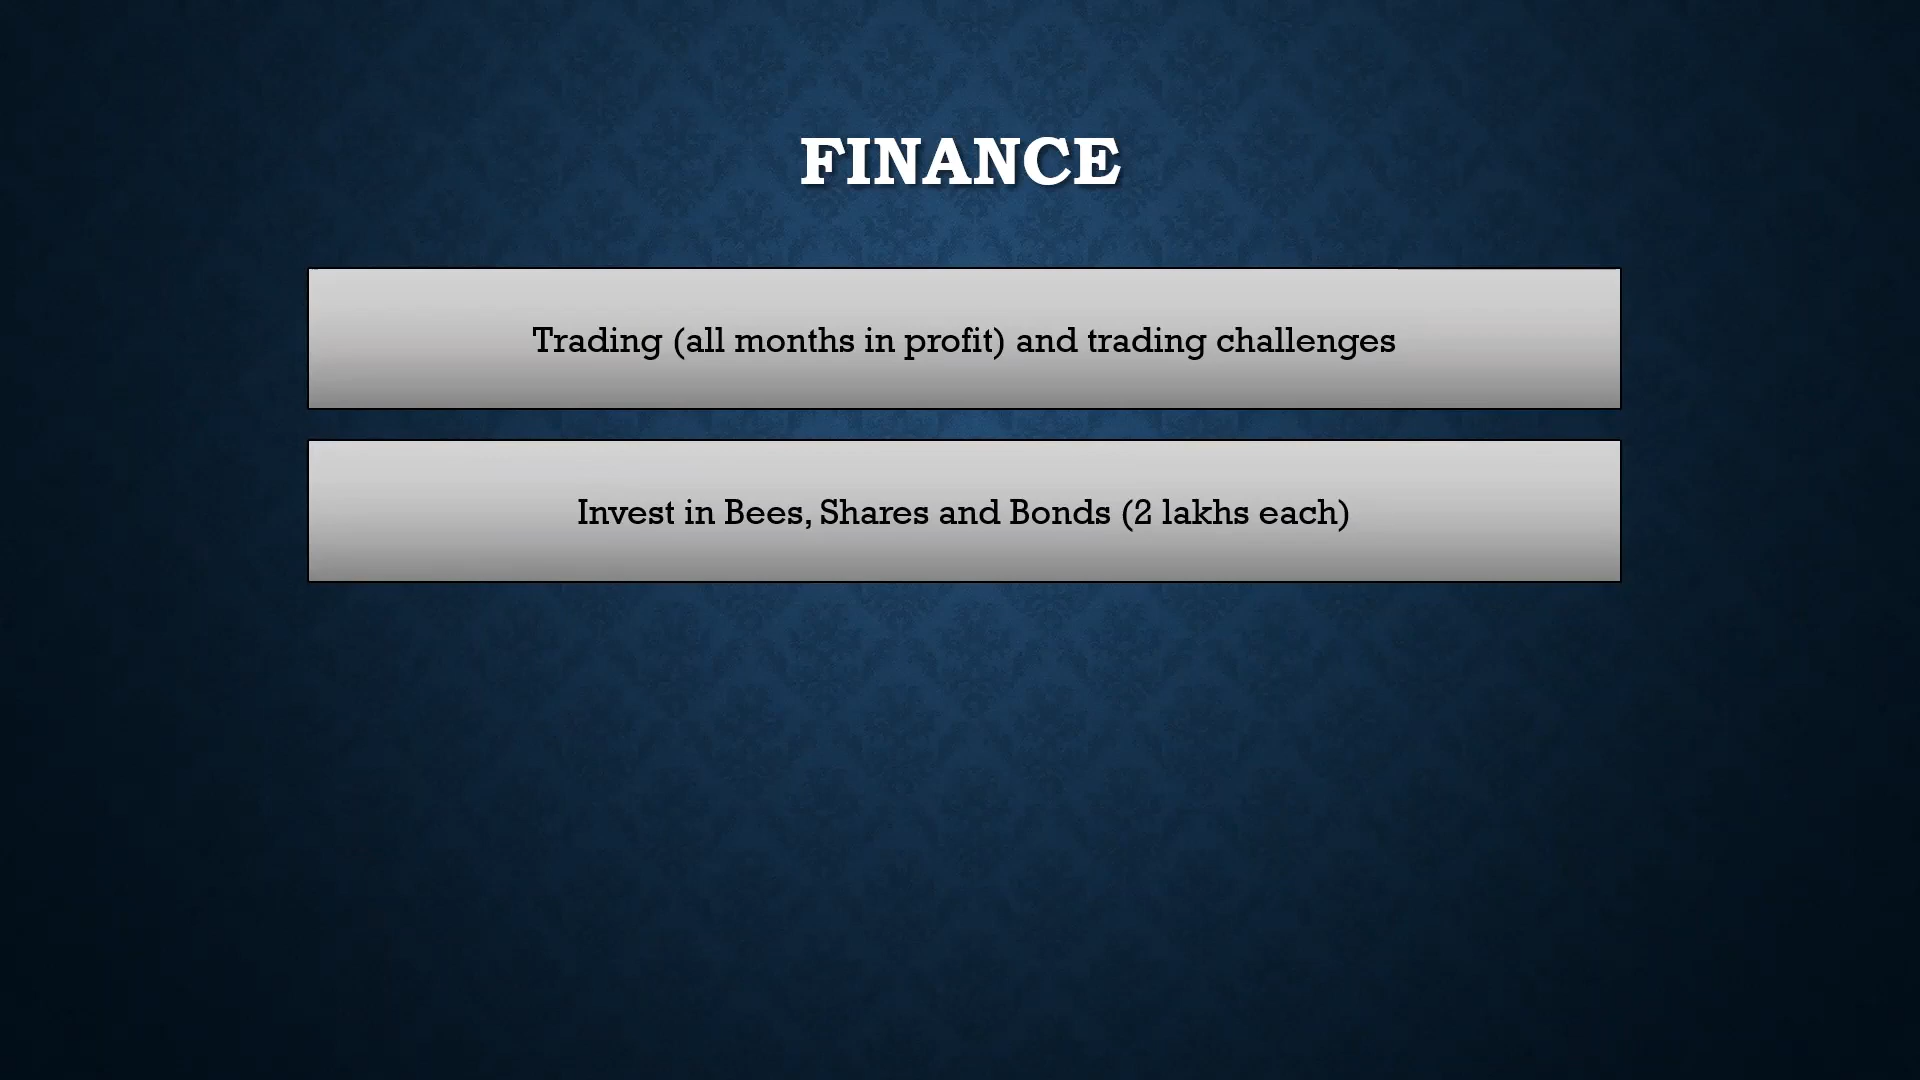 FINANCE
Trading (all months in profit) and trading challenges
Invest in Bees, Shares and Bonds (2 lakhs each)